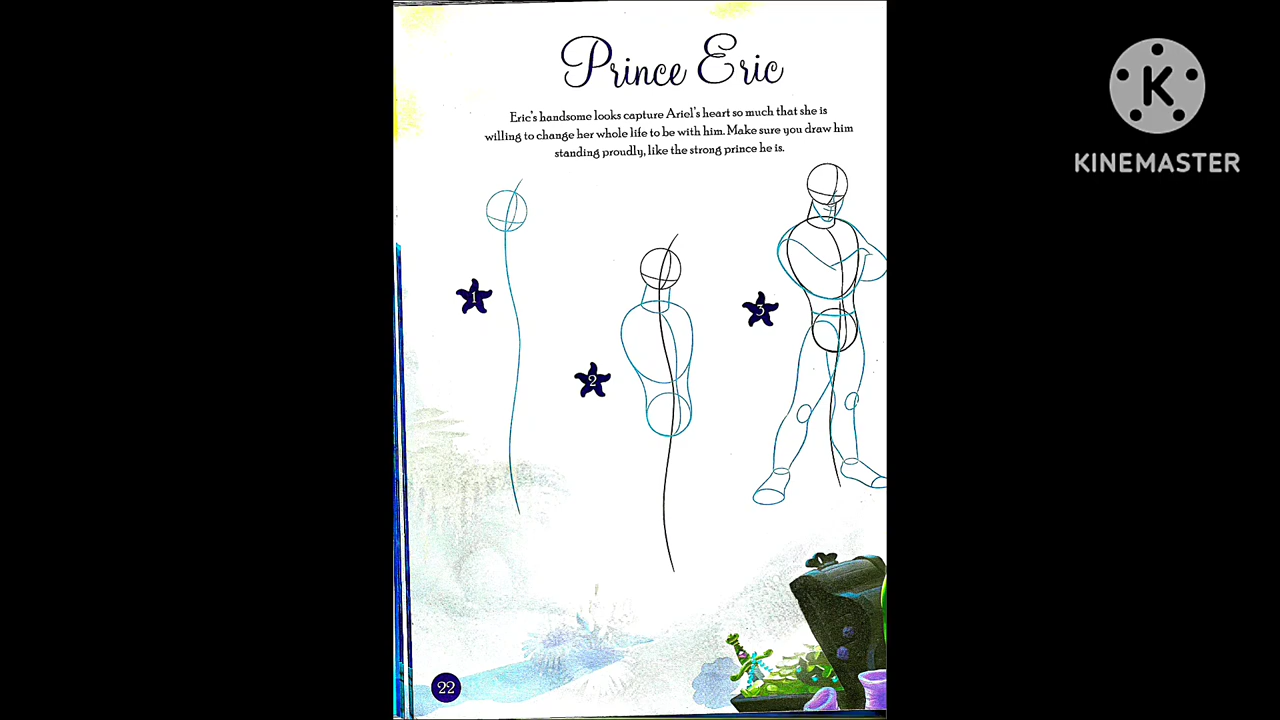 Prince Eric
Eric's handsome looks capture Ariel's heart so much that she is
willing to change her whole life to be with him. Make sure you draw him
standing proudly, like the strong prince he is.
1
2
3
22
K
KINEMASTER